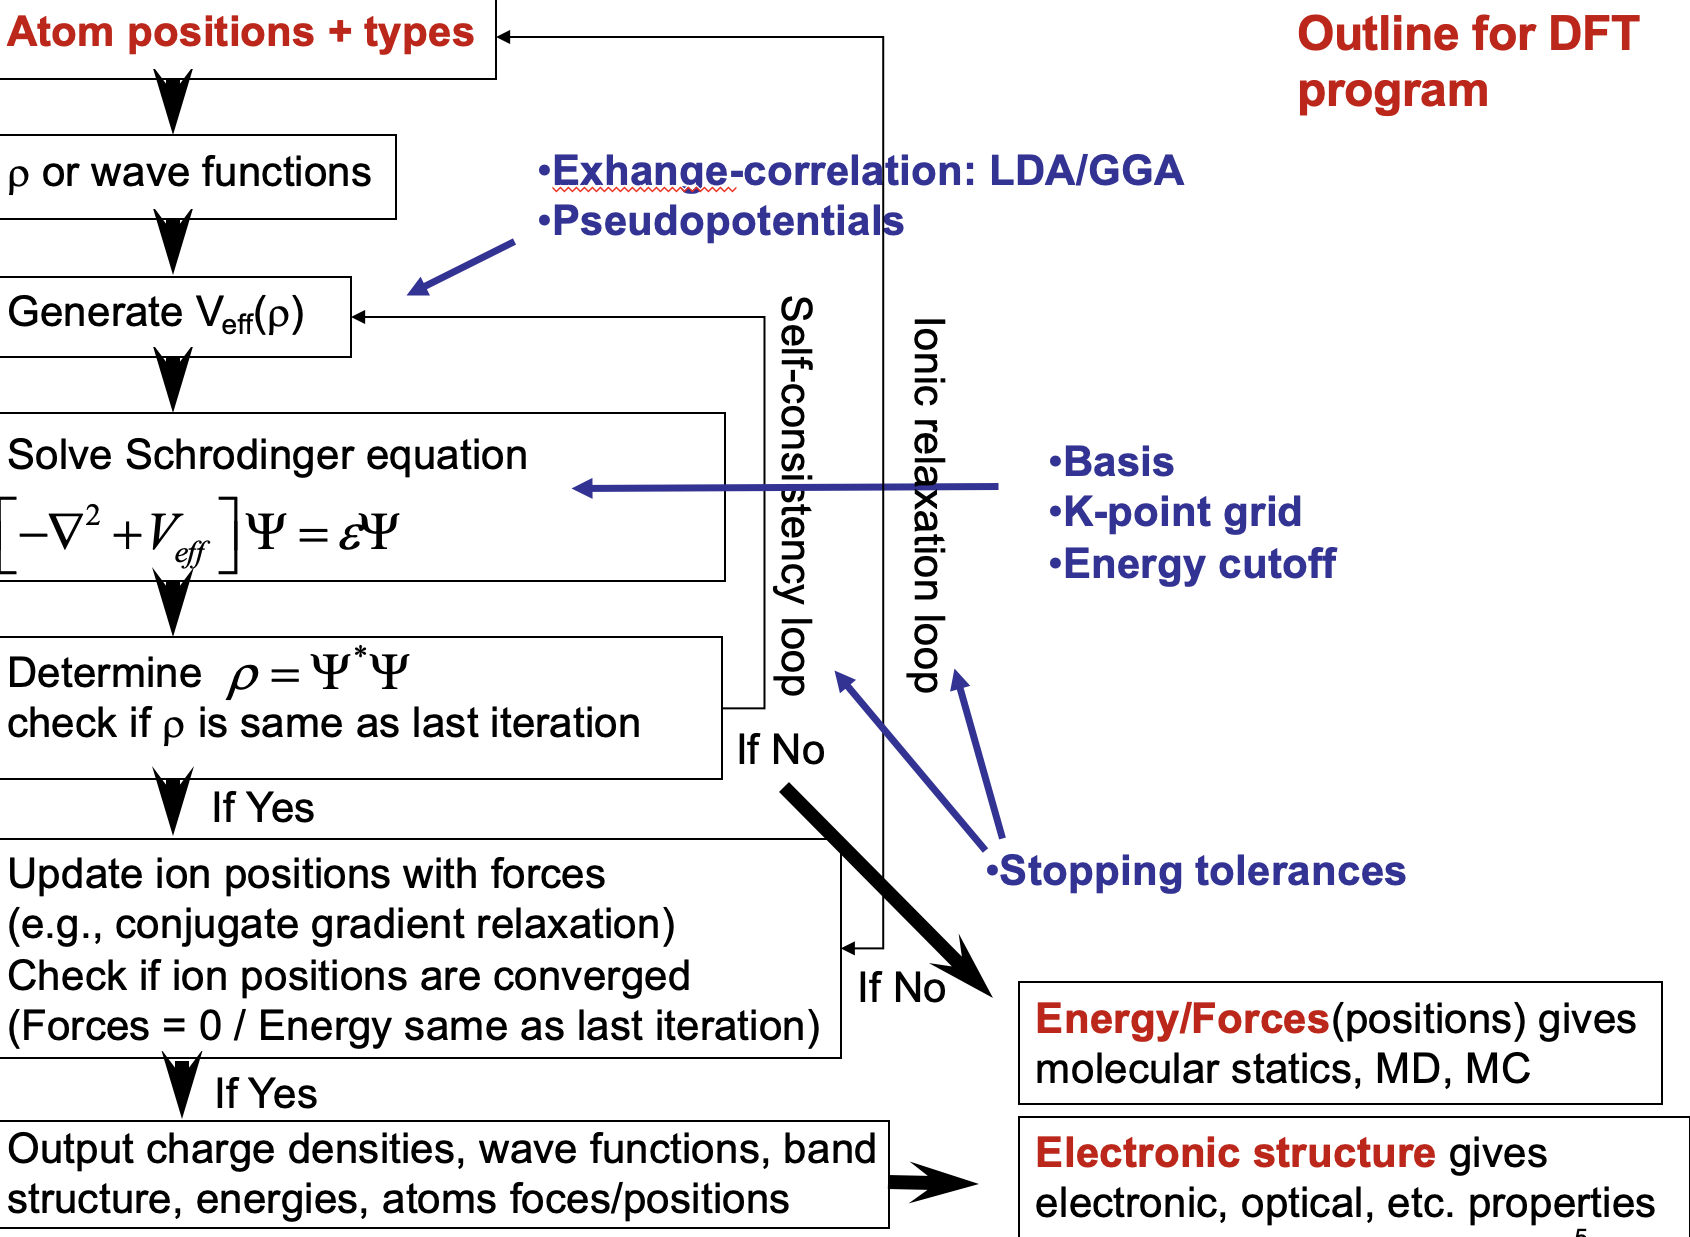 Atom positions + types
Outline for DFT
program
ρ or wave functions
•Exhange-correlation: LDA/GGA
•Pseudopotentials
Generate Veff(ρ)
Self-consistency loop
Ionic relaxation loop
Solve Schrodinger equation
[−∇² + Veff]Ψ = εΨ
•Basis
•K-point grid
•Energy cutoff
Determine ρ = Ψ*Ψ
check if ρ is same as last iteration
If No
If Yes
Update ion positions with forces
(e.g., conjugate gradient relaxation)
Check if ion positions are converged
(Forces = 0 / Energy same as last iteration)
•Stopping tolerances
If No
If Yes
Energy/Forces(positions) gives
molecular statics, MD, MC
Output charge densities, wave functions, band
structure, energies, atoms foces/positions
Electronic structure gives
electronic, optical, etc. properties